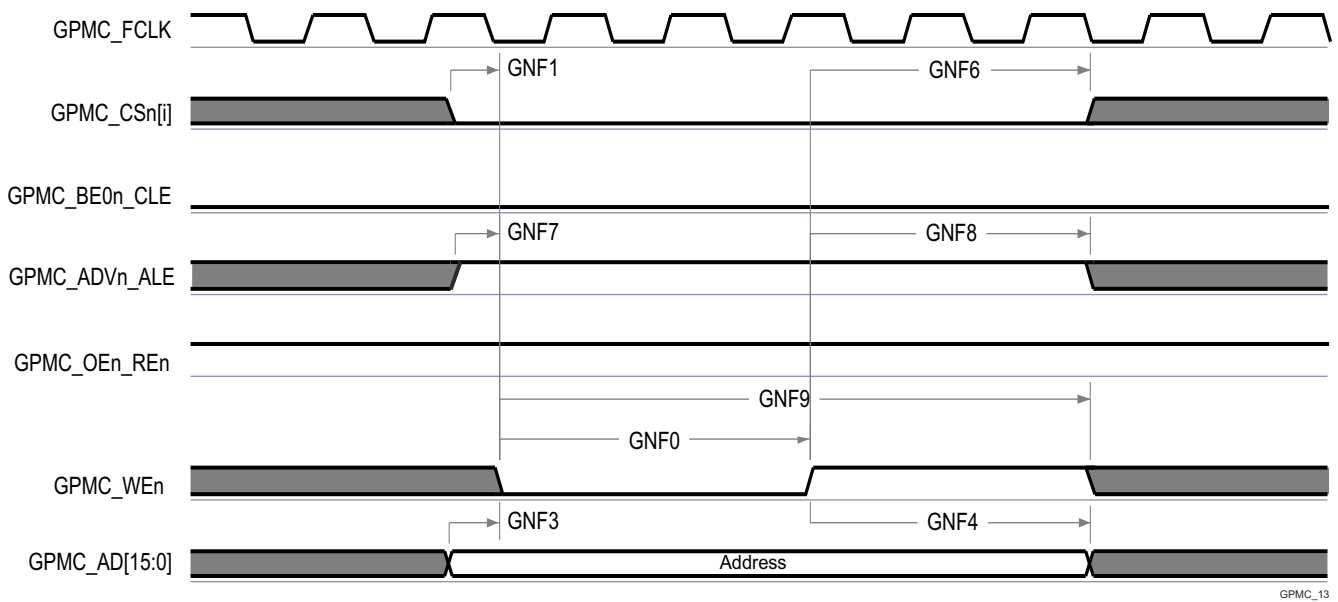 GPMC_FCLK
GNF1
GNF6
GPMC_CSn[i]
GPMC_BE0n_CLE
GNF7
GNF8
GPMC_ADVn_ALE
GPMC_OEn_REn
GNF9
GNF0
GPMC_WEn
GNF3
GNF4
GPMC_AD[15:0]
Address
GPMC_13